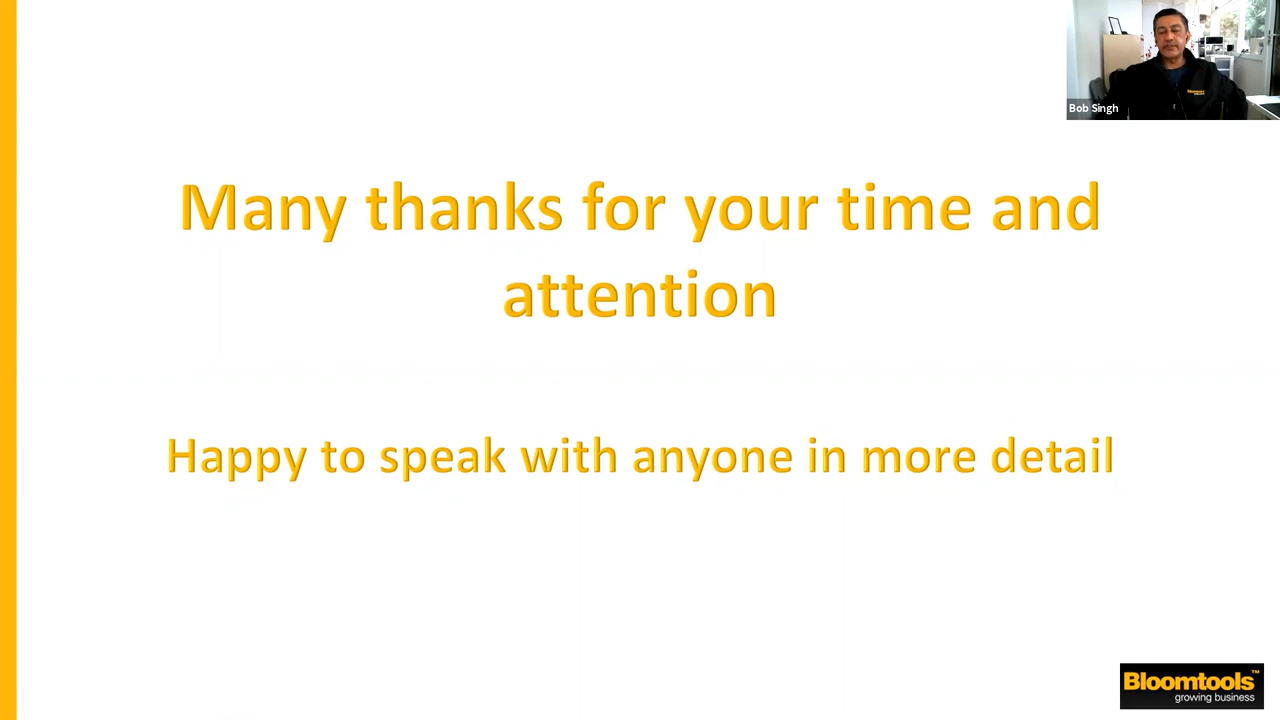 Bob Singh
Many thanks for your time and
attention
Happy to speak with anyone in more detail
Bloomtools™
growing business